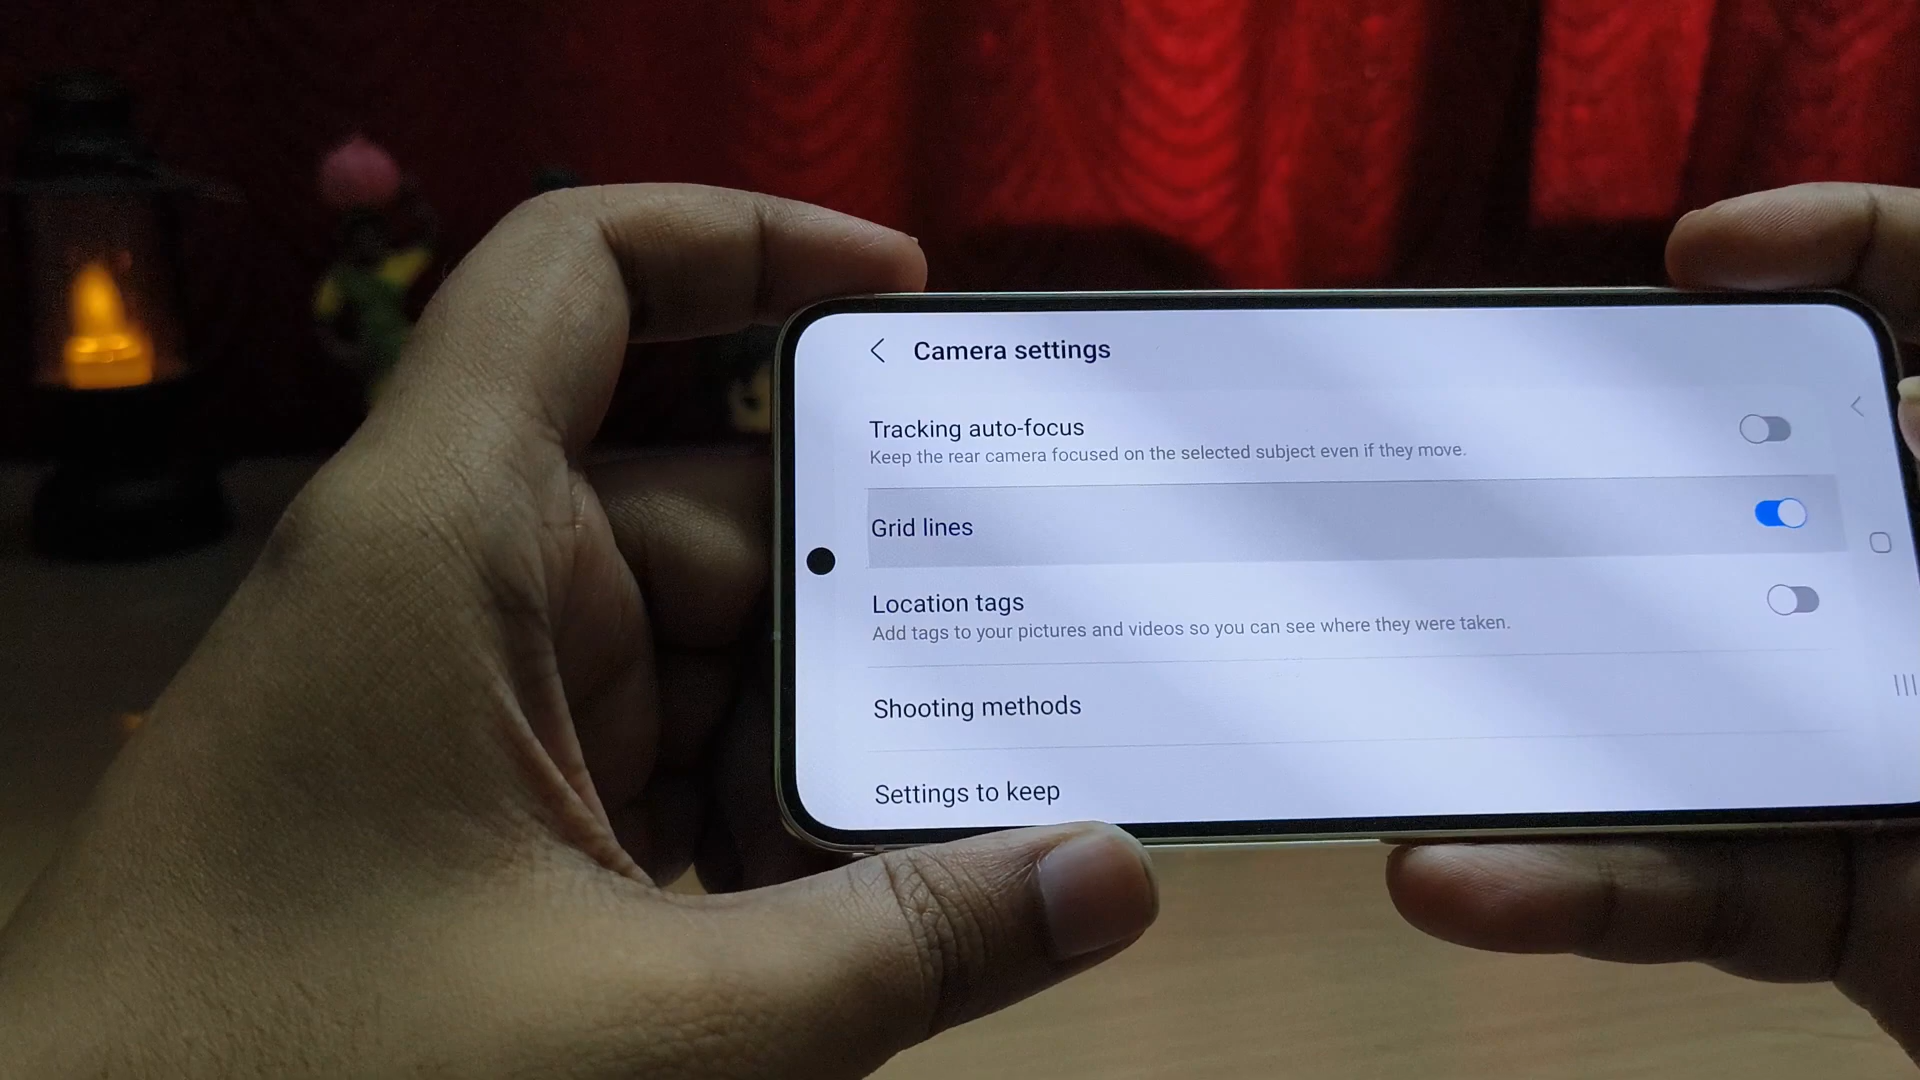 Camera settings
Tracking auto-focus
Keep the rear camera focused on the selected subject even if they move.
Grid lines
Location tags
Add tags to your pictures and videos so you can see where they were taken.
Shooting methods
Settings to keep